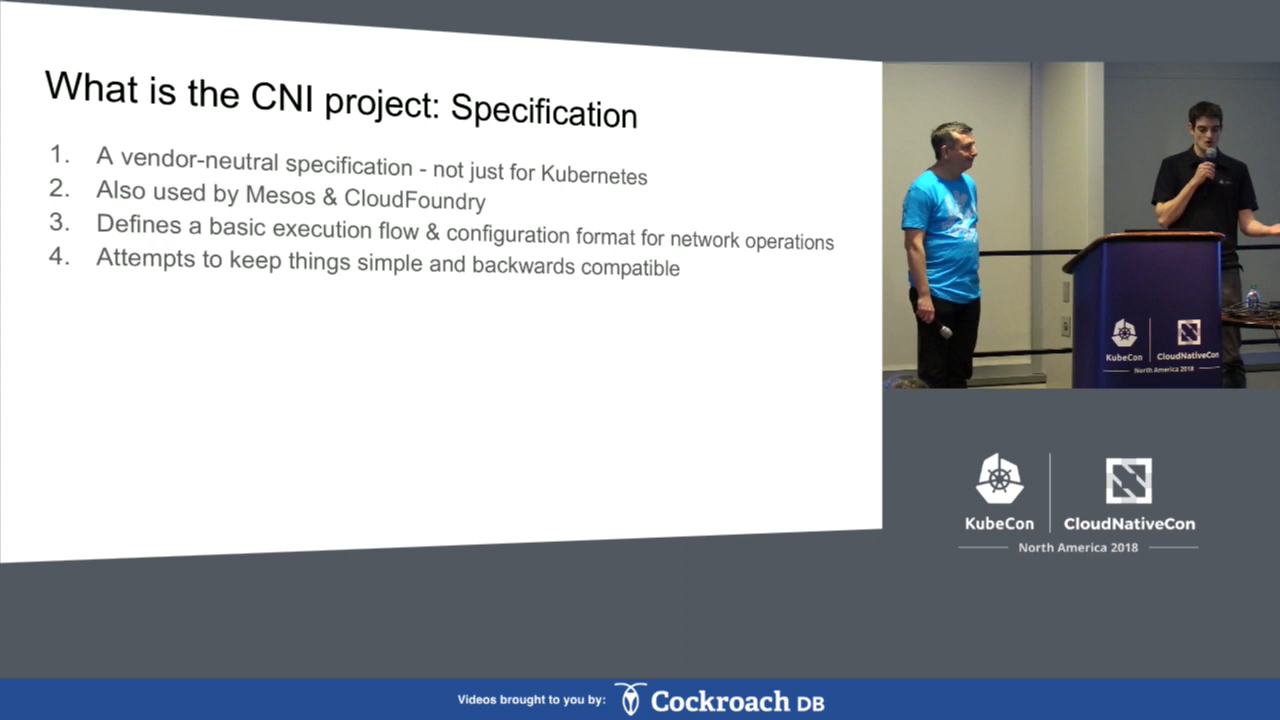 What is the CNI project: Specification
1. A vendor-neutral specification - not just for Kubernetes
2. Also used by Mesos & CloudFoundry
3. Defines a basic execution flow & configuration format for network operations
4. Attempts to keep things simple and backwards compatible
KubeCon
CloudNativeCon
North America 2018
KubeCon
CloudNativeCon
North America 2018
Videos brought to you by:
Cockroach DB